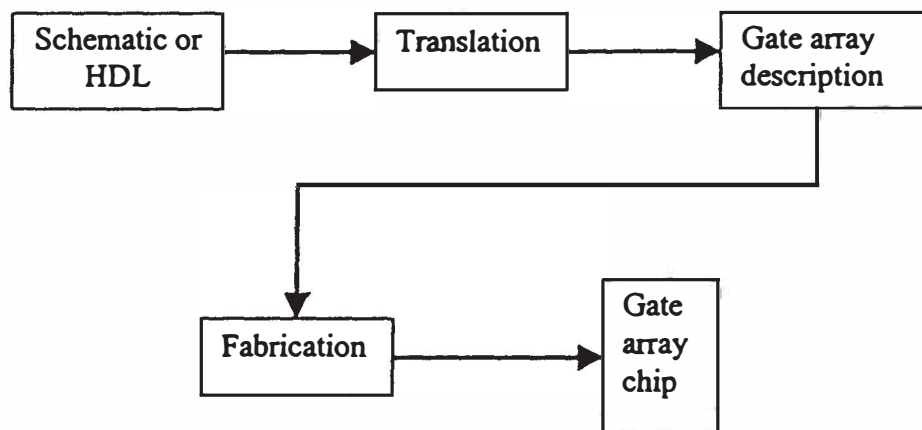 Schematic or
HDL
Translation
Gate array
description
Fabrication
Gate
array
chip